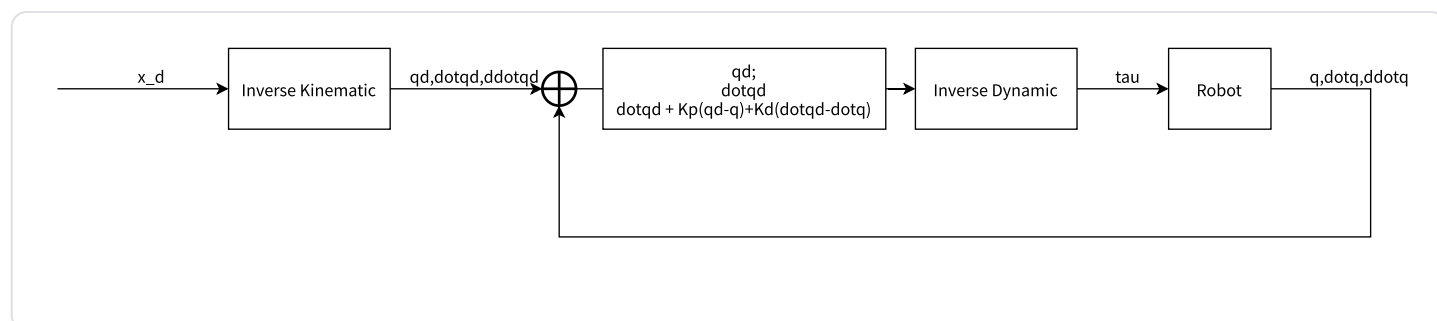 x_d
Inverse Kinematic
qd,dotqd,ddotqd
qd;
dotqd
dotqd + Kp(qd-q)+Kd(dotqd-dotq)
Inverse Dynamic
tau
Robot
q,dotq,ddotq